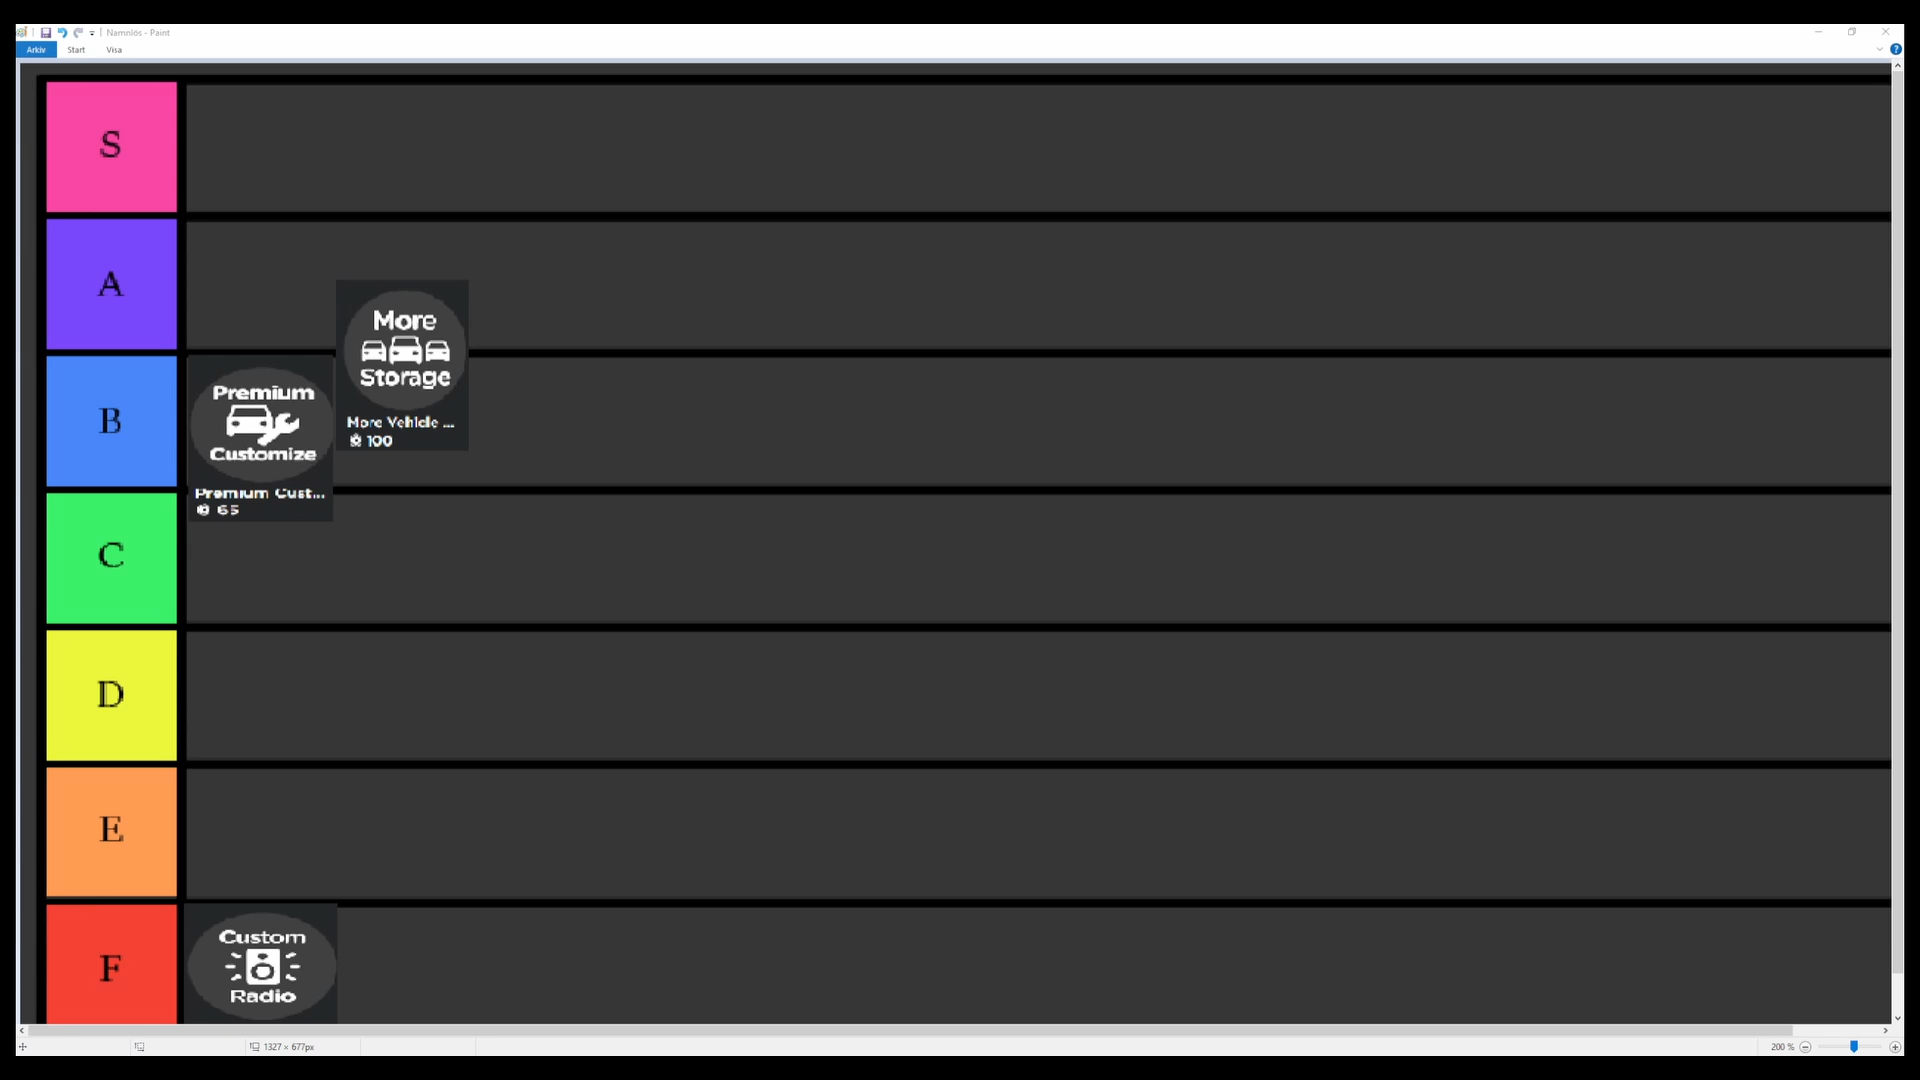 Namnlös - Paint
Arkiv Start Visa
S
A
More
Storage
More Vehicle ...
100
B
Premium
Customize
Premium Cust...
65
C
D
E
F
Custom
Radio
1327 × 677px
200 %